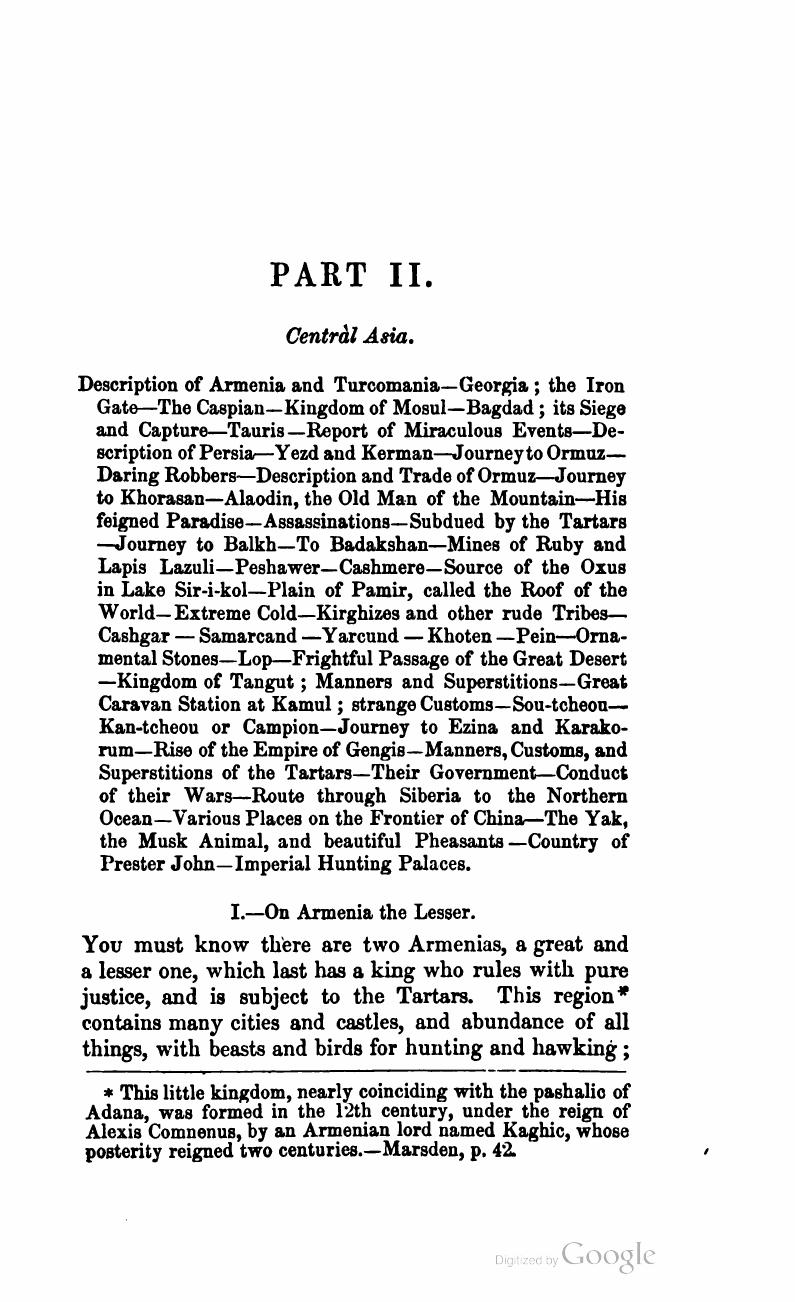 PART II.
Centràl Asia.
Description of Armenia and Turcomania—Georgia ; the Iron
Gate—The Caspian—Kingdom of Mosul—Bagdad ; its Siege
and Capture—Tauris—Report of Miraculous Events—De-
scription of Persia—Yezd and Kerman—Journey to Ormuz—
Daring Robbers—Description and Trade of Ormuz—Journey
to Khorasan—Alaodin, the Old Man of the Mountain—His
feigned Paradise—Assassinations—Subdued by the Tartars
—Journey to Balkh—To Badakshan—Mines of Ruby and
Lapis Lazuli—Peshawer—Cashmere—Source of the Oxus
in Lake Sir-i-kol—Plain of Pamir, called the Roof of the
World—Extreme Cold—Kirghizes and other rude Tribes—
Cashgar — Samarcand —Yarcund — Khoten —Pein—Orna-
mental Stones—Lop—Frightful Passage of the Great Desert
—Kingdom of Tangut ; Manners and Superstitions—Great
Caravan Station at Kamul ; strange Customs—Sou-tcheou—
Kan-tcheou or Campion—Journey to Ezina and Karako-
rum—Rise of the Empire of Gengis—Manners, Customs, and
Superstitions of the Tartars—Their Government—Conduct
of their Wars—Route through Siberia to the Northern
Ocean—Various Places on the Frontier of China—The Yak,
the Musk Animal, and beautiful Pheasants—Country of
Prester John—Imperial Hunting Palaces.
I.—On Armenia the Lesser.
You must know there are two Armenias, a great and
a lesser one, which last has a king who rules with pure
justice, and is subject to the Tartars. This region*
contains many cities and castles, and abundance of all
things, with beasts and birds for hunting and hawking ;
* This little kingdom, nearly coinciding with the pashalic of
Adana, was formed in the 12th century, under the reign of
Alexis Comnenus, by an Armenian lord named Kaghic, whose
posterity reigned two centuries.—Marsden, p. 42.
Digitized by Google